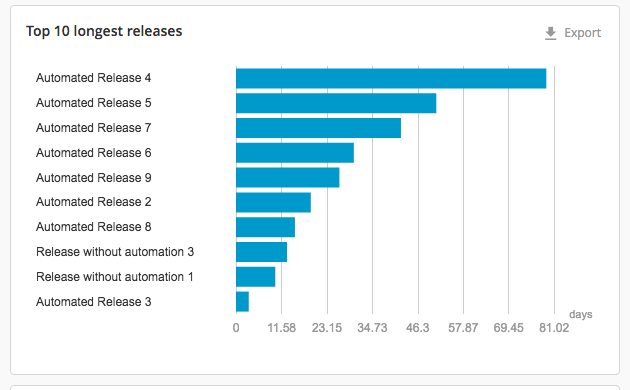 Top 10 longest releases
Export
Automated Release 4
Automated Release 5
Automated Release 7
Automated Release 6
Automated Release 9
Automated Release 2
Automated Release 8
Release without automation 3
Release without automation 1
Automated Release 3
days
0 11.58 23.15 34.73 46.3 57.87 69.45 81.02